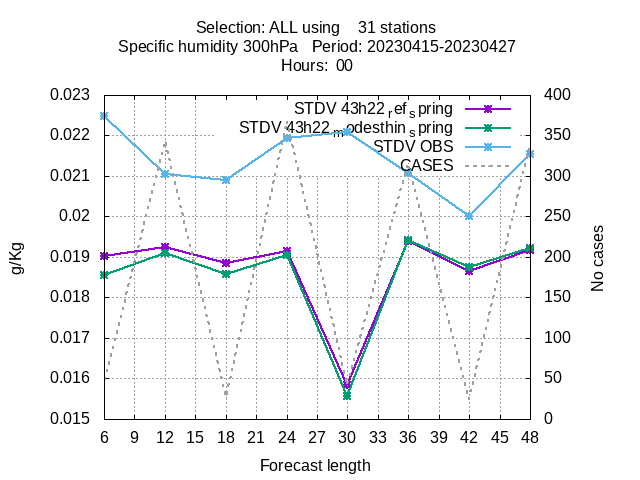 Selection: ALL using    31 stations
Specific humidity 300hPa   Period: 20230415-20230427
Hours:  00
0.023
0.022
0.021
0.02
0.019
0.018
0.017
0.016
0.015
400
350
300
250
200
150
100
50
0
STDV 43h22_ref_spring
STDV 43h22_modesthin_spring
STDV OBS
CASES
g/Kg
No cases
6 9 12 15 18 21 24 27 30 33 36 39 42 45 48
Forecast length